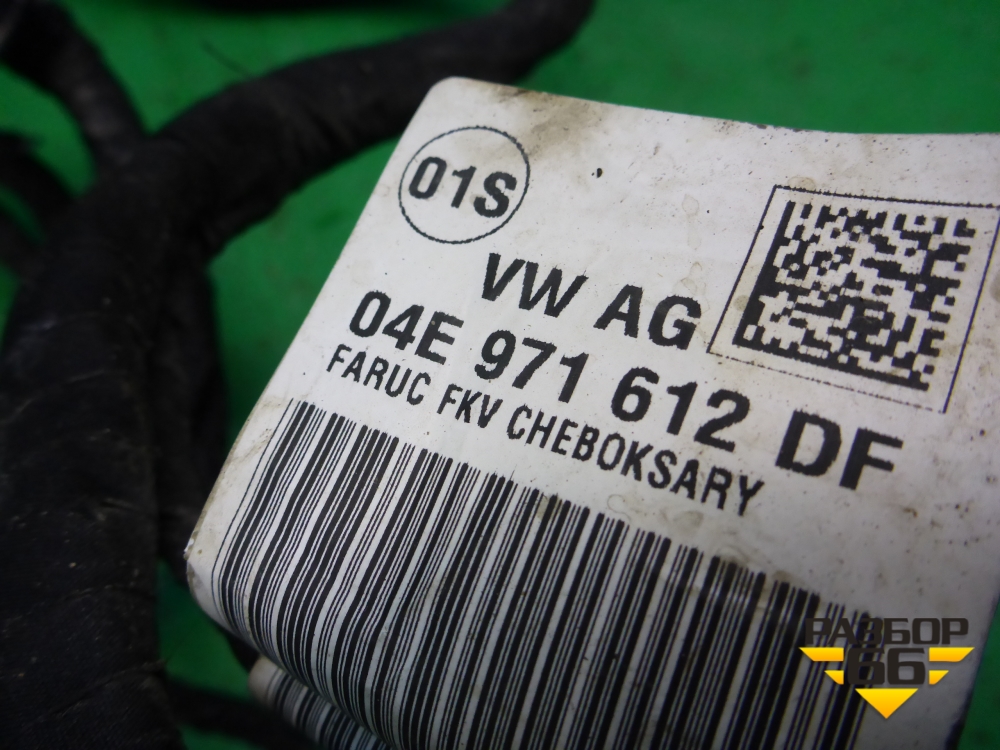 01S
VW AG
04E 971 612 DF
FARUC FKV CHEBOKSARY
РАЗБОР
66